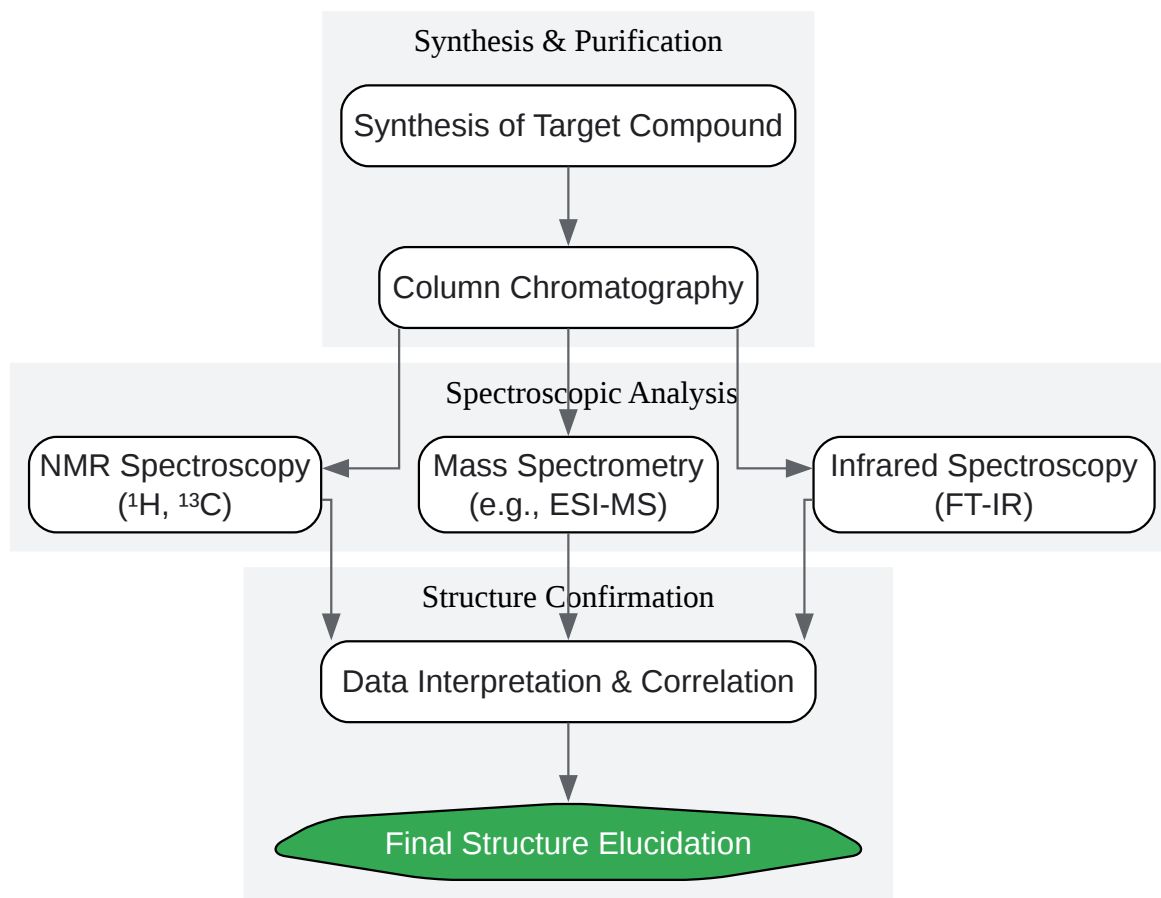 Synthesis & Purification
Synthesis of Target Compound
Column Chromatography
Spectroscopic Analysis
NMR Spectroscopy
(¹H, ¹³C)
Mass Spectrometry
(e.g., ESI-MS)
Infrared Spectroscopy
(FT-IR)
Structure Confirmation
Data Interpretation & Correlation
Final Structure Elucidation